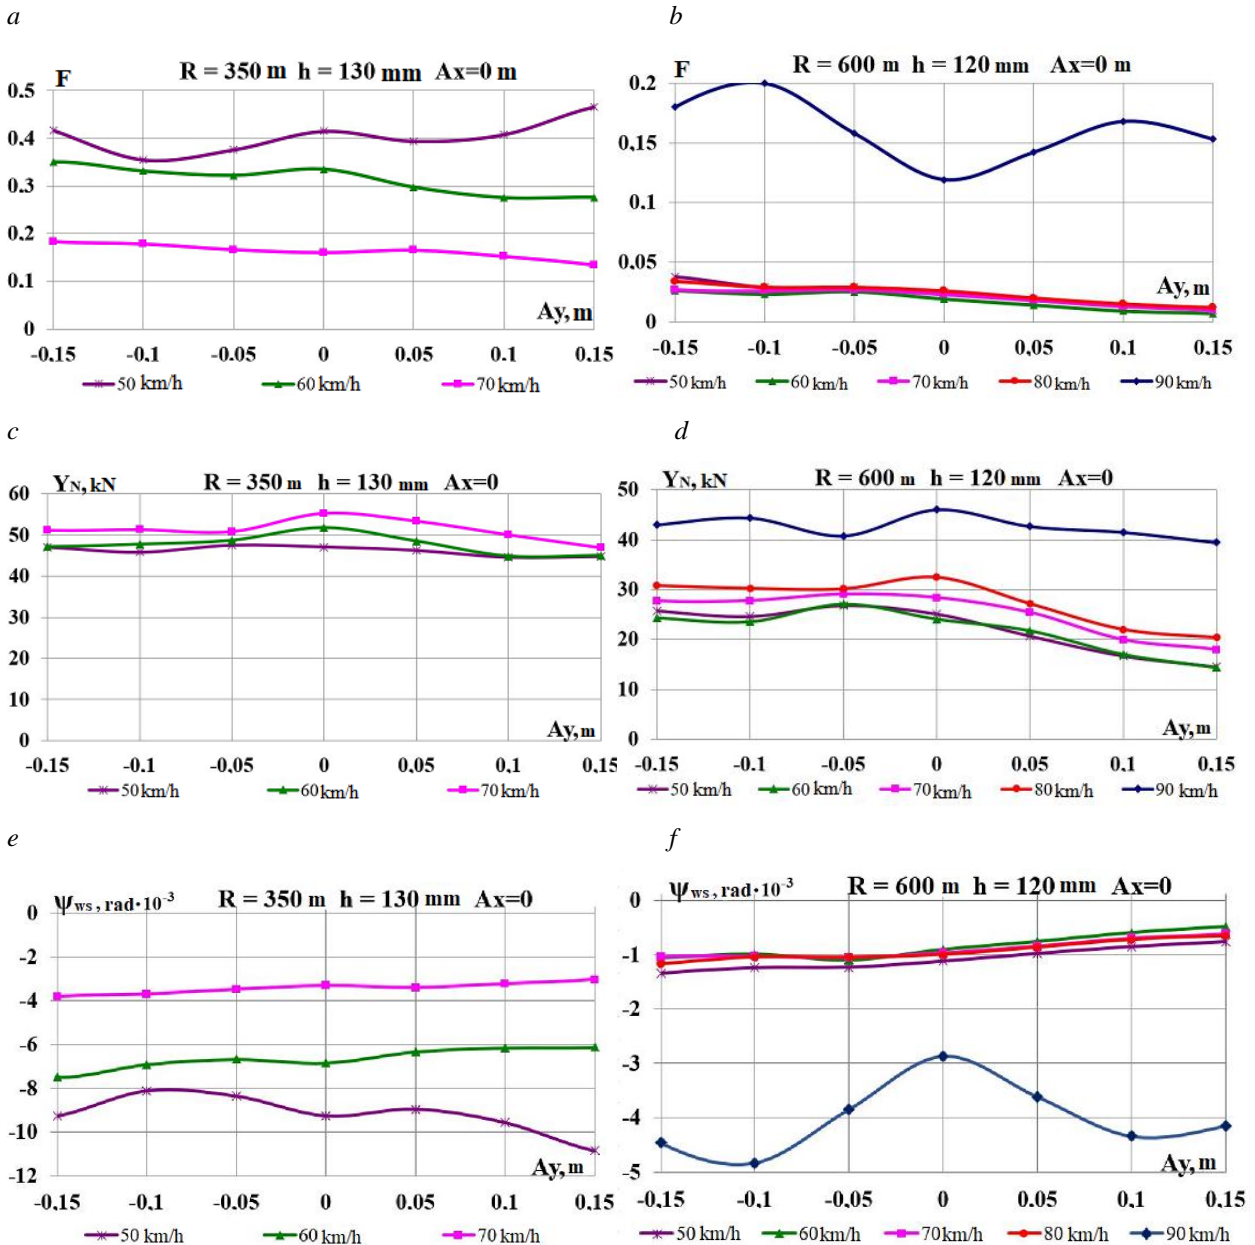 a
b
F
R = 350 m h = 130 mm Ax=0 m
0.5
0.4
0.3
0.2
0.1
0
Ay, m
-0.15 -0.1 -0.05 0 0.05 0.1 0.15
50 km/h 60 km/h 70 km/h
F
R = 600 m h = 120 mm Ax=0 m
0.2
0.15
0.1
0.05
0
Ay, m
-0.15 -0.1 -0.05 0 0.05 0.1 0.15
50 km/h 60 km/h 70 km/h 80 km/h 90 km/h
c
d
YN, kN R = 350 m h = 130 mm Ax=0
60
50
40
30
20
10
0
Ay, m
-0.15 -0.1 -0.05 0 0.05 0.1 0.15
50 km/h 60 km/h 70 km/h
YN, kN R = 600 m h = 120 mm Ax=0
50
40
30
20
10
0
Ay, m
-0.15 -0.1 -0.05 0 0.05 0.1 0.15
50 km/h 60 km/h 70 km/h 80 km/h 90 km/h
e
f
ψws, rad·10⁻³ R = 350 m h = 130 mm Ax=0
0
-2
-4
-6
-8
-10
-12
Ay, m
-0.15 -0.1 -0.05 0 0.05 0.1 0.15
50 km/h 60 km/h 70 km/h
ψws, rad·10⁻³ R = 600 m h = 120 mm Ax=0
0
-1
-2
-3
-4
-5
Ay, m
-0.15 -0.1 -0.05 0 0.05 0.1 0.15
50 km/h 60 km/h 70 km/h 80 km/h 90 km/h